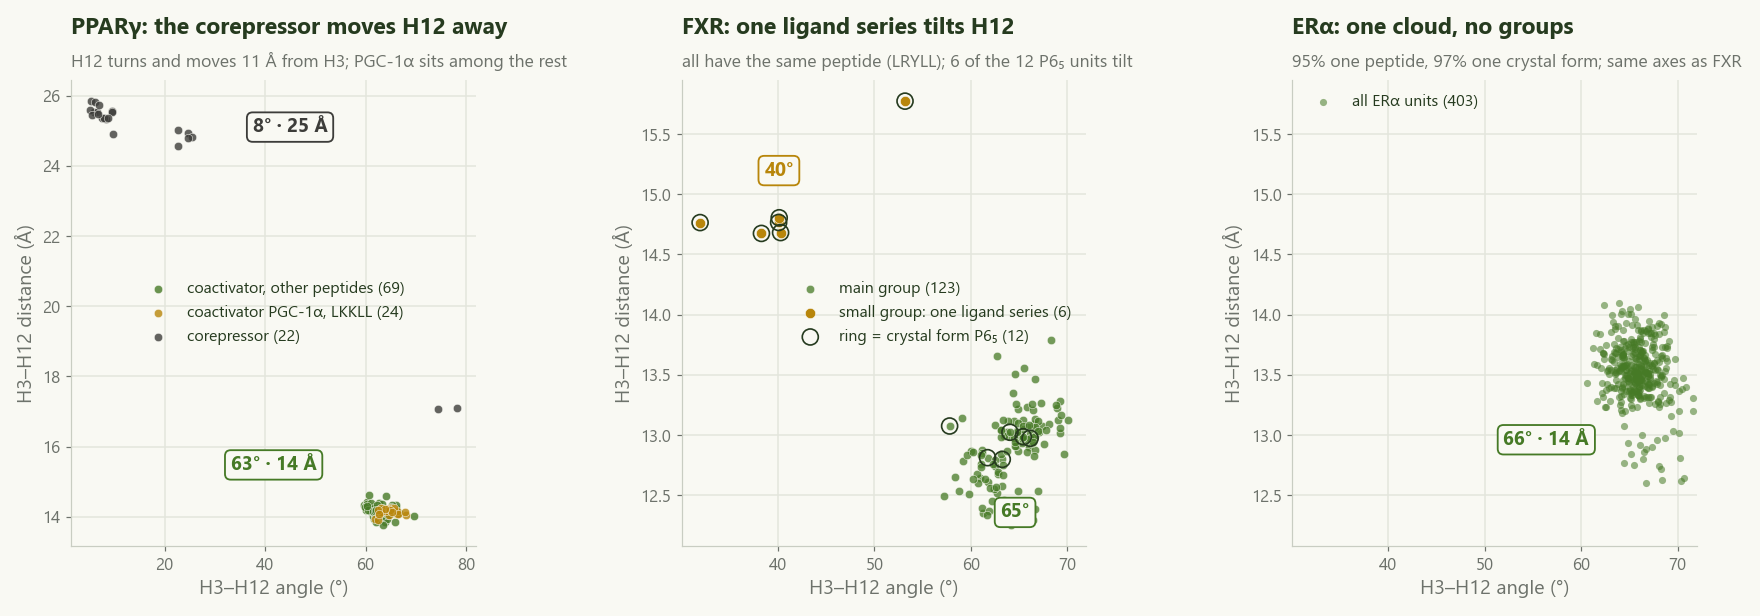 PPARγ: the corepressor moves H12 away
H12 turns and moves 11 Å from H3; PGC-1α sits among the rest
26
24
22
20
18
16
14
H3–H12 distance (Å)
8° · 25 Å
coactivator, other peptides (69)
coactivator PGC-1α, LKKLL (24)
corepressor (22)
63° · 14 Å
20
40
60
80
H3–H12 angle (°)
FXR: one ligand series tilts H12
all have the same peptide (LRYLL); 6 of the 12 P6₅ units tilt
15.5
15.0
14.5
14.0
13.5
13.0
12.5
H3–H12 distance (Å)
40°
main group (123)
small group: one ligand series (6)
ring = crystal form P6₅ (12)
65°
40
50
60
70
H3–H12 angle (°)
ERα: one cloud, no groups
95% one peptide, 97% one crystal form; same axes as FXR
all ERα units (403)
15.5
15.0
14.5
14.0
13.5
13.0
12.5
H3–H12 distance (Å)
66° · 14 Å
40
50
60
70
H3–H12 angle (°)